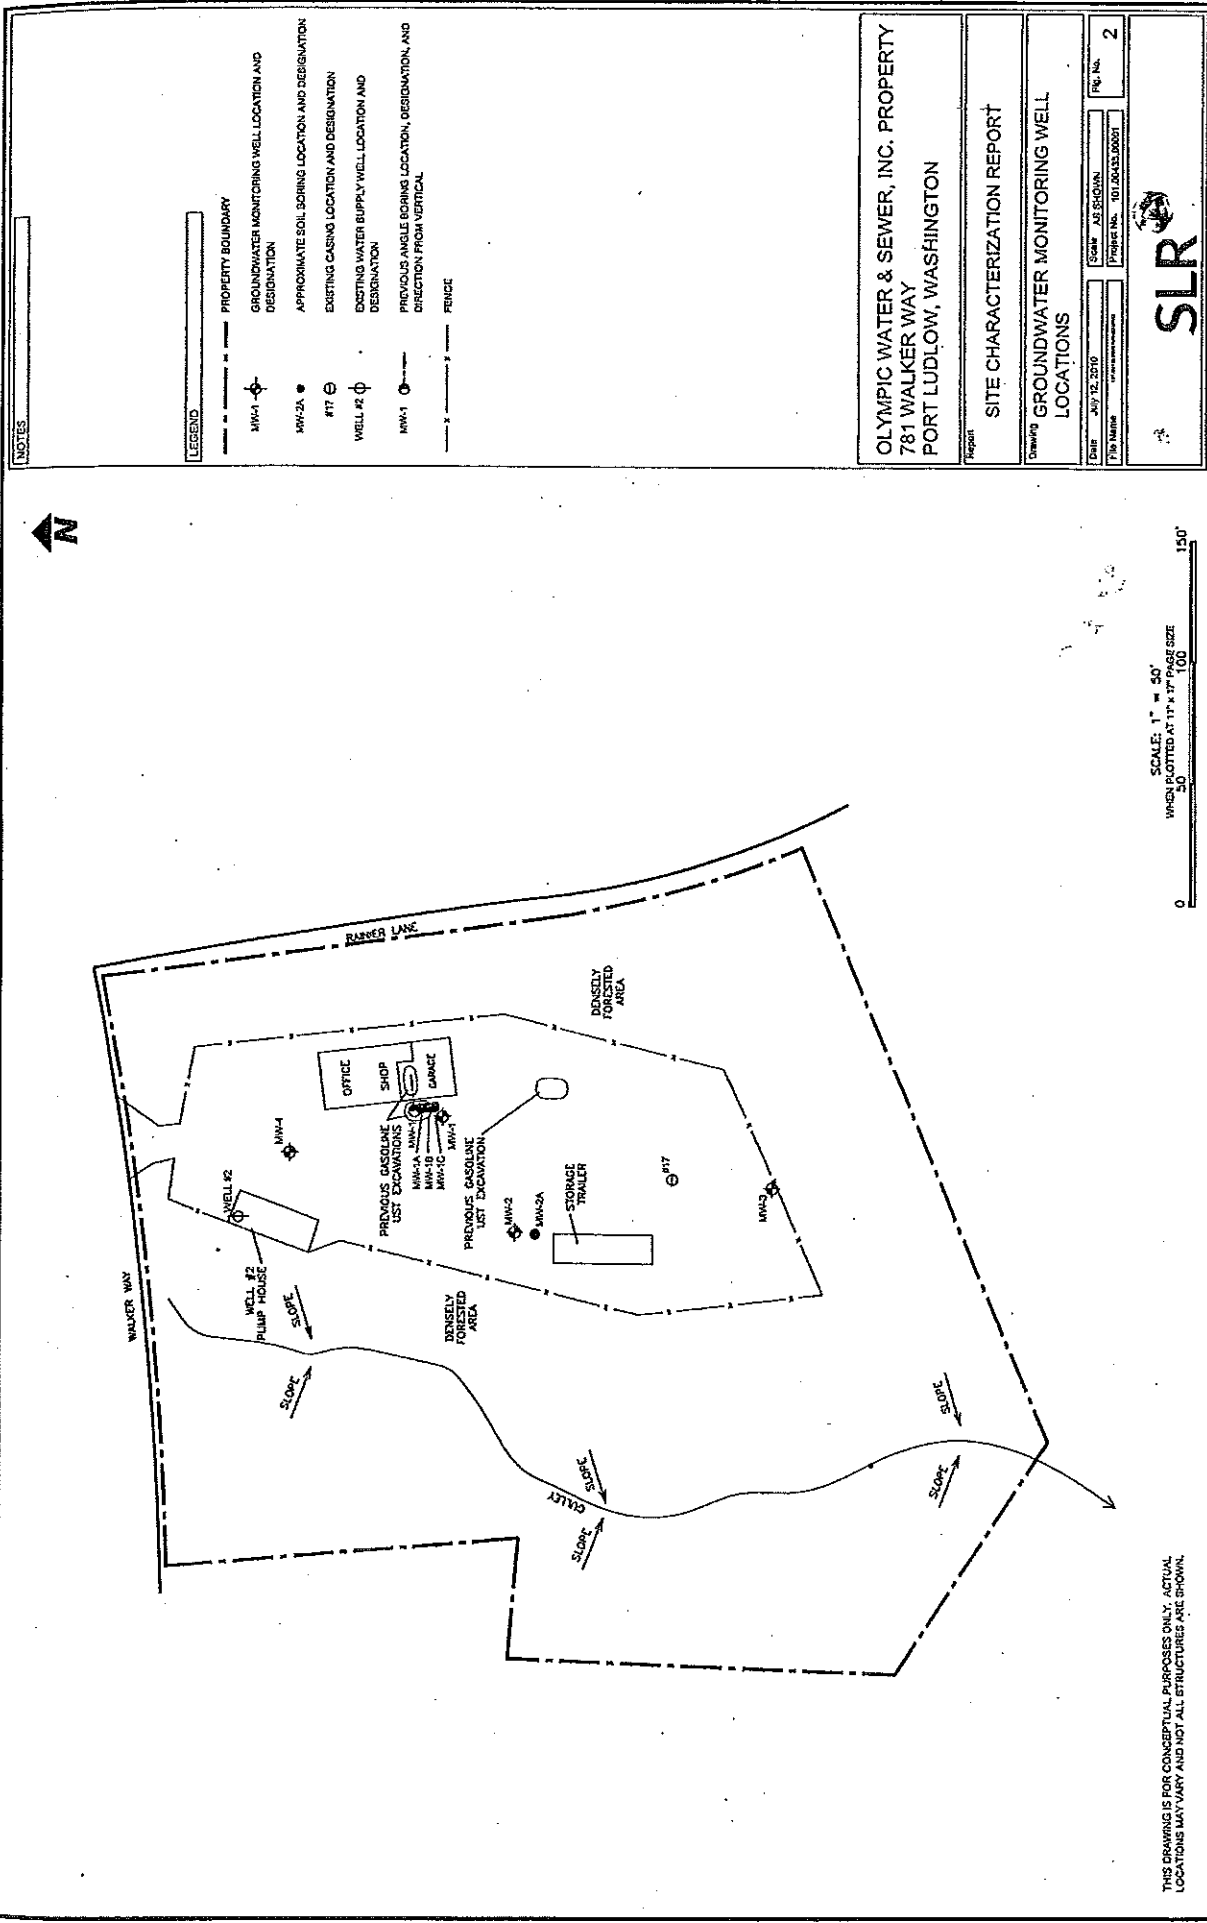 N
WALKER WAY
RAINIER LANE
WELL #2
WELL #2
PUMP HOUSE
MW-4
OFFICE
SHOP
GARAGE
PREVIOUS GASOLINE
UST EXCAVATIONS
MW-1
MW-1A
MW-1B
MW-1C
MW-1
PREVIOUS GASOLINE
UST EXCAVATION
MW-2
MW-2A
STORAGE
TRAILER
#17
MW-3
DENSELY
FORESTED
AREA
DENSELY
FORESTED
AREA
SLOPE
SLOPE
SLOPE
SLOPE
GULLEY
SLOPE
SLOPE
THIS DRAWING IS FOR CONCEPTUAL PURPOSES ONLY. ACTUAL
LOCATIONS MAY VARY AND NOT ALL STRUCTURES ARE SHOWN.
SCALE: 1" = 50'
WHEN PLOTTED AT 11" x 17" PAGE SIZE
0 50 100 150'
NOTES
LEGEND
PROPERTY BOUNDARY
MW-1 GROUNDWATER MONITORING WELL LOCATION AND
DESIGNATION
MW-2A APPROXIMATE SOIL BORING LOCATION AND DESIGNATION
#17 EXISTING CASING LOCATION AND DESIGNATION
WELL #2 EXISTING WATER SUPPLY WELL LOCATION AND
DESIGNATION
MW-1 PREVIOUS ANGLE BORING LOCATION, DESIGNATION, AND
DIRECTION FROM VERTICAL
x x FENCE
OLYMPIC WATER & SEWER, INC. PROPERTY
781 WALKER WAY
PORT LUDLOW, WASHINGTON
Report
SITE CHARACTERIZATION REPORT
Drawing GROUNDWATER MONITORING WELL
LOCATIONS
Date July 12, 2010 Scale AS SHOWN Fig. No.
File Name Project No. 101.00433.00001 2
SLR